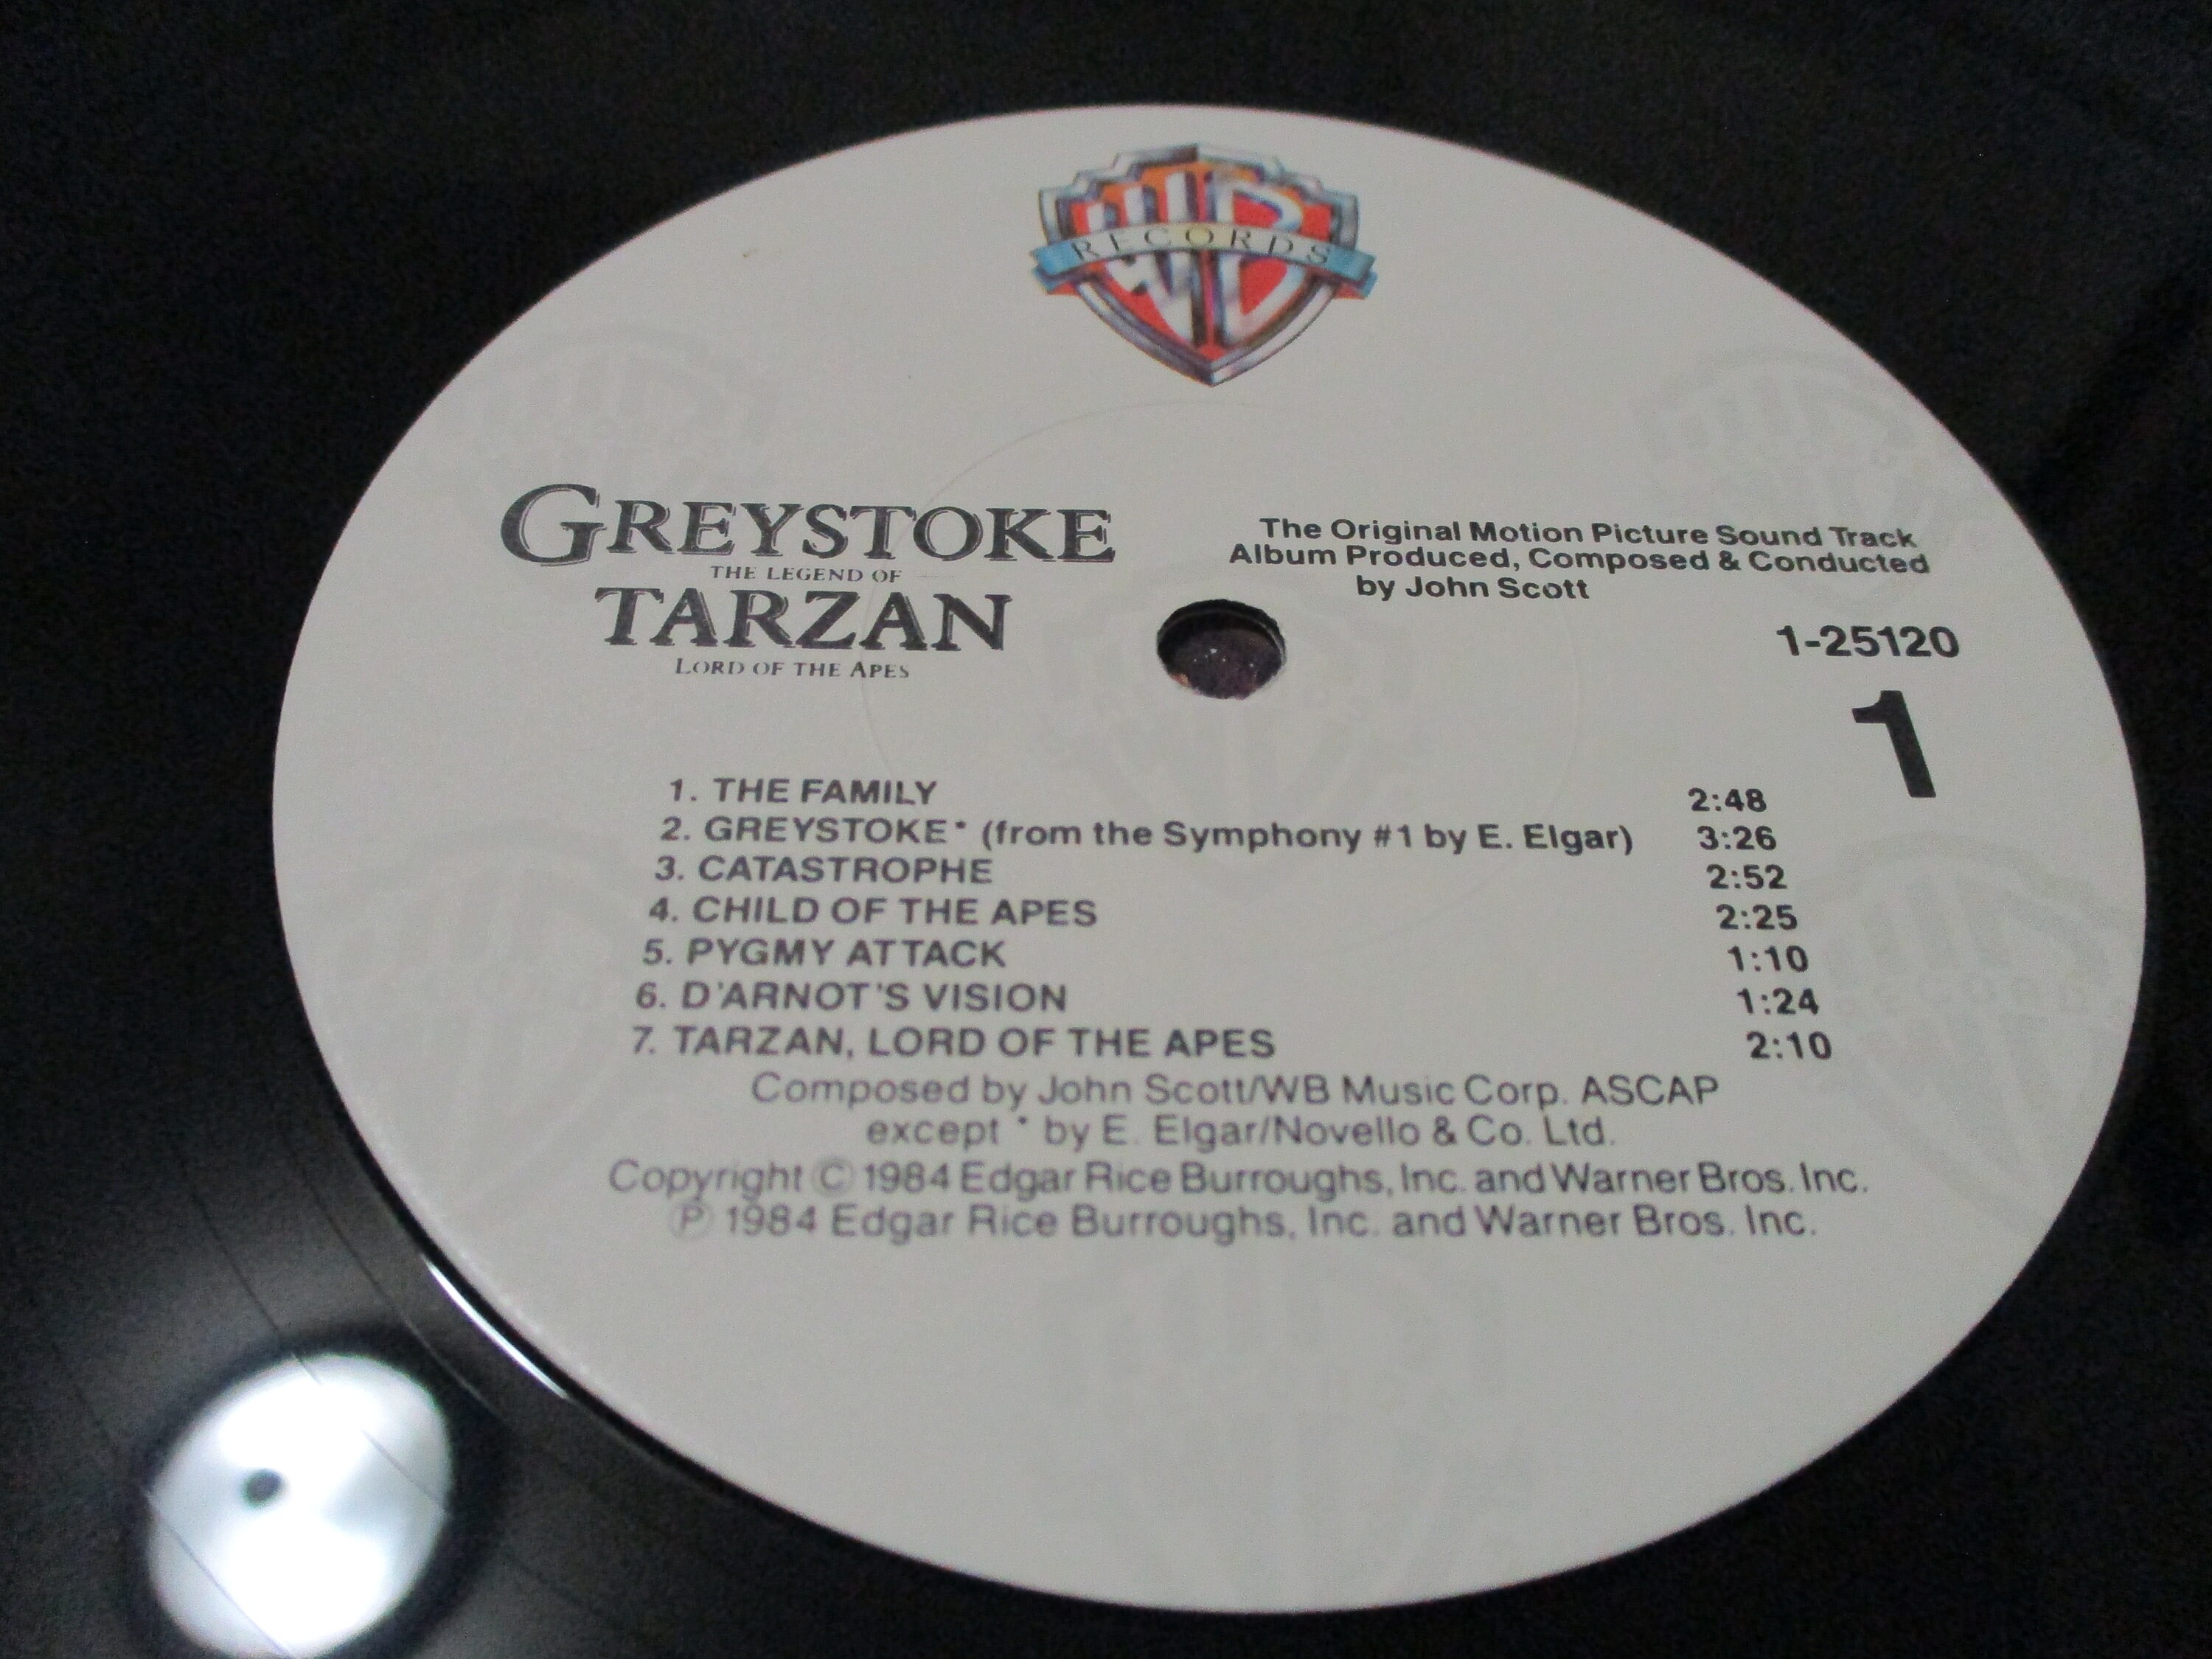 WB
RECORDS
GREYSTOKE
THE LEGEND OF
TARZAN
LORD OF THE APES
The Original Motion Picture Sound Track
Album Produced, Composed & Conducted
by John Scott
1-25120
1
1. THE FAMILY 2:48
2. GREYSTOKE* (from the Symphony #1 by E. Elgar) 3:26
3. CATASTROPHE 2:52
4. CHILD OF THE APES 2:25
5. PYGMY ATTACK 1:10
6. D'ARNOT'S VISION 1:24
7. TARZAN, LORD OF THE APES 2:10
Composed by John Scott/WB Music Corp. ASCAP
except * by E. Elgar/Novello & Co. Ltd.
Copyright © 1984 Edgar Rice Burroughs, Inc. and Warner Bros. Inc.
℗ 1984 Edgar Rice Burroughs, Inc. and Warner Bros. Inc.